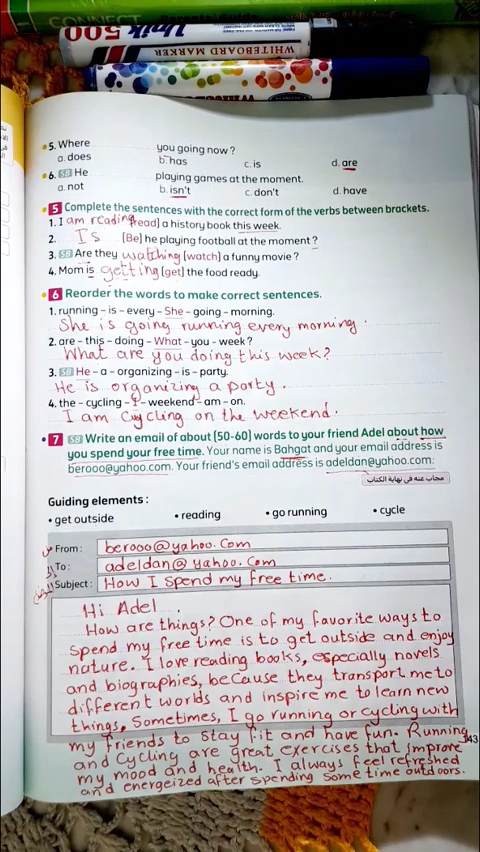 CONNECT
Unik 500
WHITEBOARD MARKER
5. Where you going now?
a. does b. has c. is d. are
6. SB He playing games at the moment.
a. not b. isn't c. don't d. have
5 Complete the sentences with the correct form of the verbs between brackets.
1. I am reading (read) a history book this week.
2. Is (Be) he playing football at the moment?
3. SB Are they watching (watch) a funny movie?
4. Mom is getting (get) the food ready.
6 Reorder the words to make correct sentences.
1. running – is – every – She – going – morning.
She is going running every morning.
2. are – this – doing – What – you – week?
What are you doing this week?
3. SB He – a – organizing – is – party.
He is organizing a party.
4. the – cycling – I – weekend – am – on.
I am Cycling on the weekend.
7 SB Write an email of about (50-60) words to your friend Adel about how
you spend your free time. Your name is Bahgat and your email address is
berooo@yahoo.com. Your friend's email address is adeldan@yahoo.com:
مجاب عنه في نهاية الكتاب
Guiding elements:
• get outside • reading • go running • cycle
From: berooo@yahoo.Com
To: adeldan@yahoo.Com
Subject: How I spend my free time.
Hi Adel.
How are things? One of my favorite ways to
spend my free time is to get outside and enjoy
nature. I love reading books, especially novels
and biographies, because they transport me to
different worlds and inspire me to learn new
things, Sometimes, I go running or cycling with
my friends to stay fit and have fun. Running
and Cycling are great exercises that improve
my mood and health. I always feel refreshed
and energeized after spending some time outdoors.
143